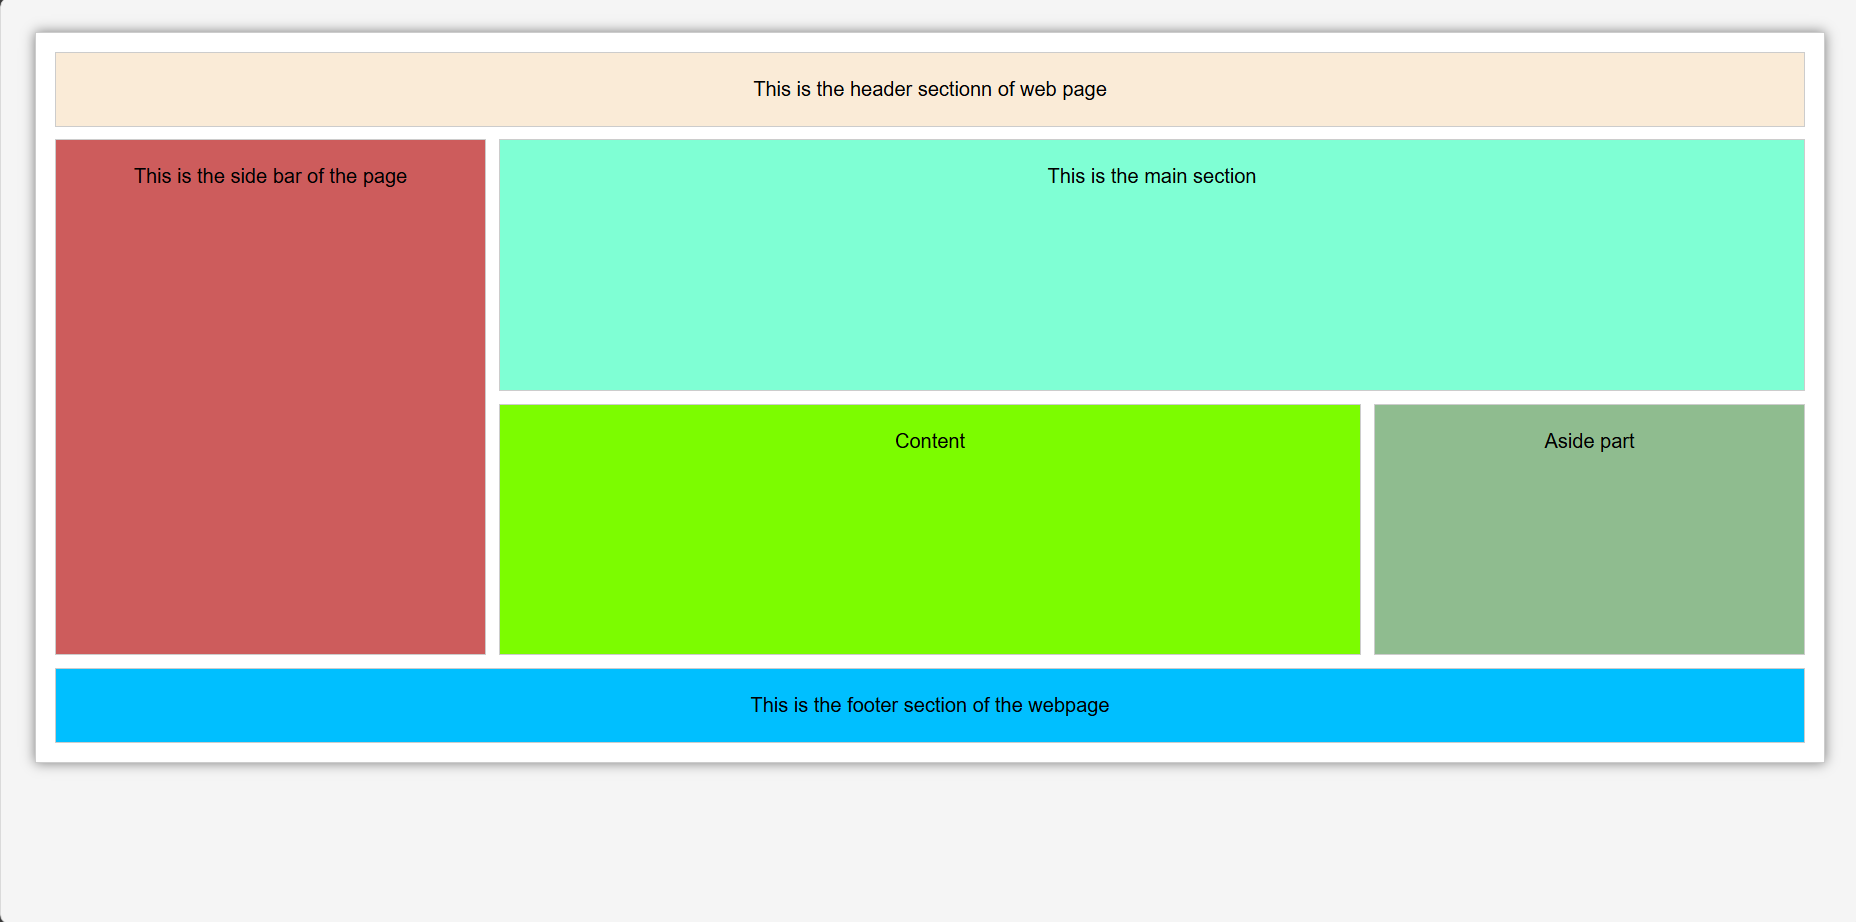 This is the header sectionn of web page
This is the side bar of the page
This is the main section
Content
Aside part
This is the footer section of the webpage